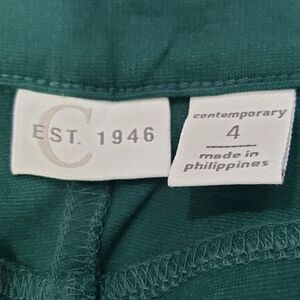 C
EST. 1946
contemporary
4
made in
philippines